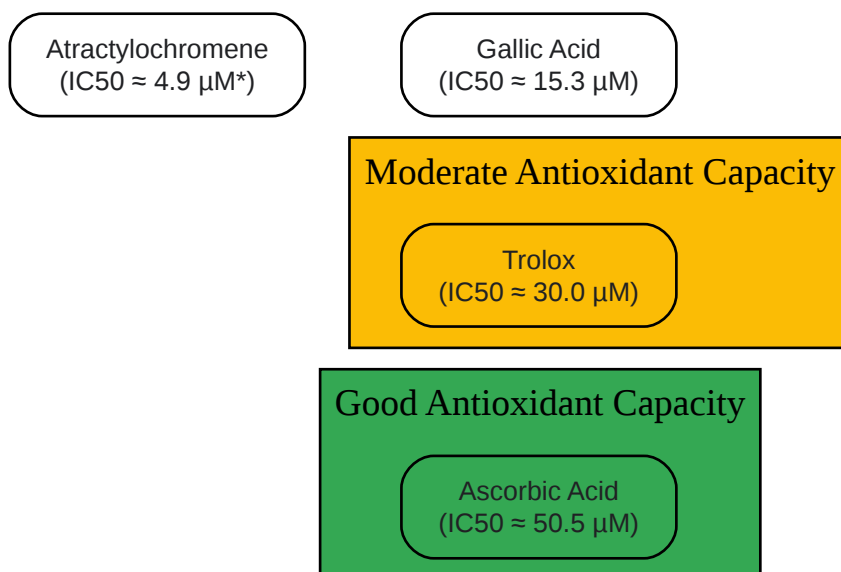 Atractylochromene
(IC50 ≈ 4.9 µM*)
Gallic Acid
(IC50 ≈ 15.3 µM)
Moderate Antioxidant Capacity
Trolox
(IC50 ≈ 30.0 µM)
Good Antioxidant Capacity
Ascorbic Acid
(IC50 ≈ 50.5 µM)